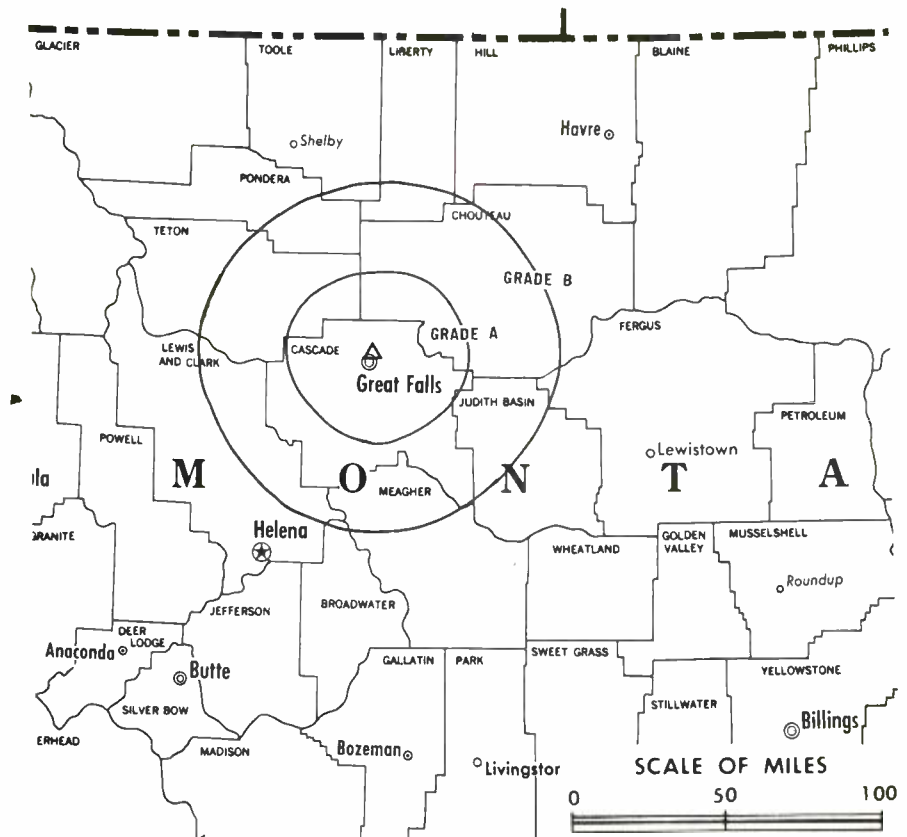 GLACIER
TOOLE
LIBERTY
HILL
BLAINE
PHILLIPS
Havre
Shelby
PONDERA
CHOUTEAU
TETON
GRADE B
FERGUS
GRADE A
LEWIS
AND CLARK
CASCADE
Great Falls
JUDITH BASIN
PETROLEUM
POWELL
Lewistown
M O N T A
ula
MEAGHER
Helena
GRANITE
WHEATLAND
GOLDEN
VALLEY
MUSSELSHELL
Roundup
JEFFERSON
BROADWATER
DEER
LODGE
Anaconda
Butte
GALLATIN
PARK
SWEET GRASS
YELLOWSTONE
SILVER BOW
STILLWATER
Billings
ERHEAD
MADISON
Bozeman
Livingstor
SCALE OF MILES
0 50 100